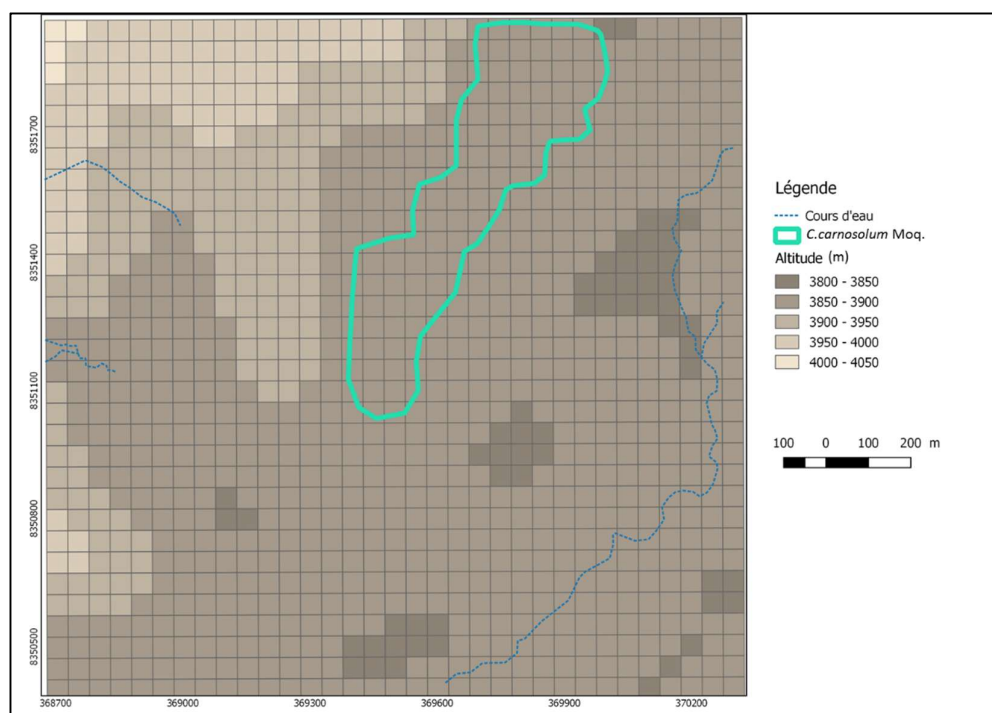 8351700
8351400
8351100
8350800
8350500
368700 369000 369300 369600 369900 370200
Légende
Cours d'eau
C.carnosolum Moq.
Altitude (m)
3800 - 3850
3850 - 3900
3900 - 3950
3950 - 4000
4000 - 4050
100 0 100 200 m